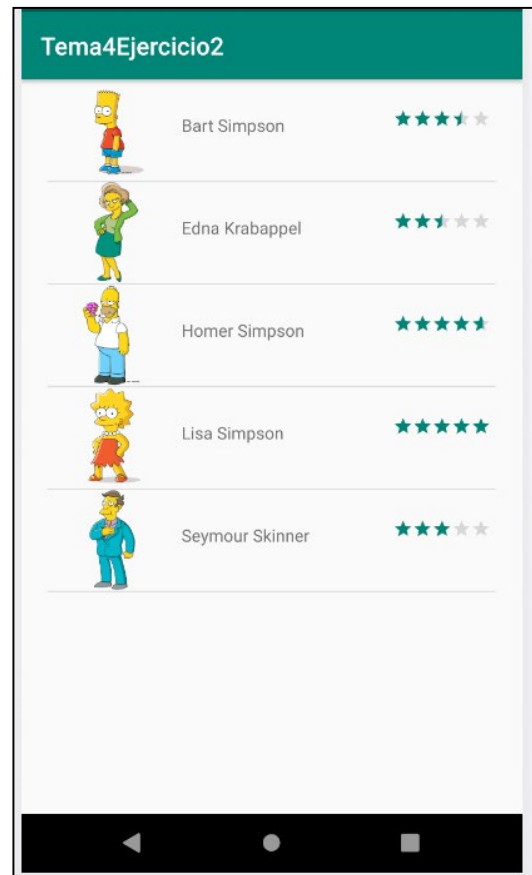 Tema4Ejercicio2
Bart Simpson
Edna Krabappel
Homer Simpson
Lisa Simpson
Seymour Skinner